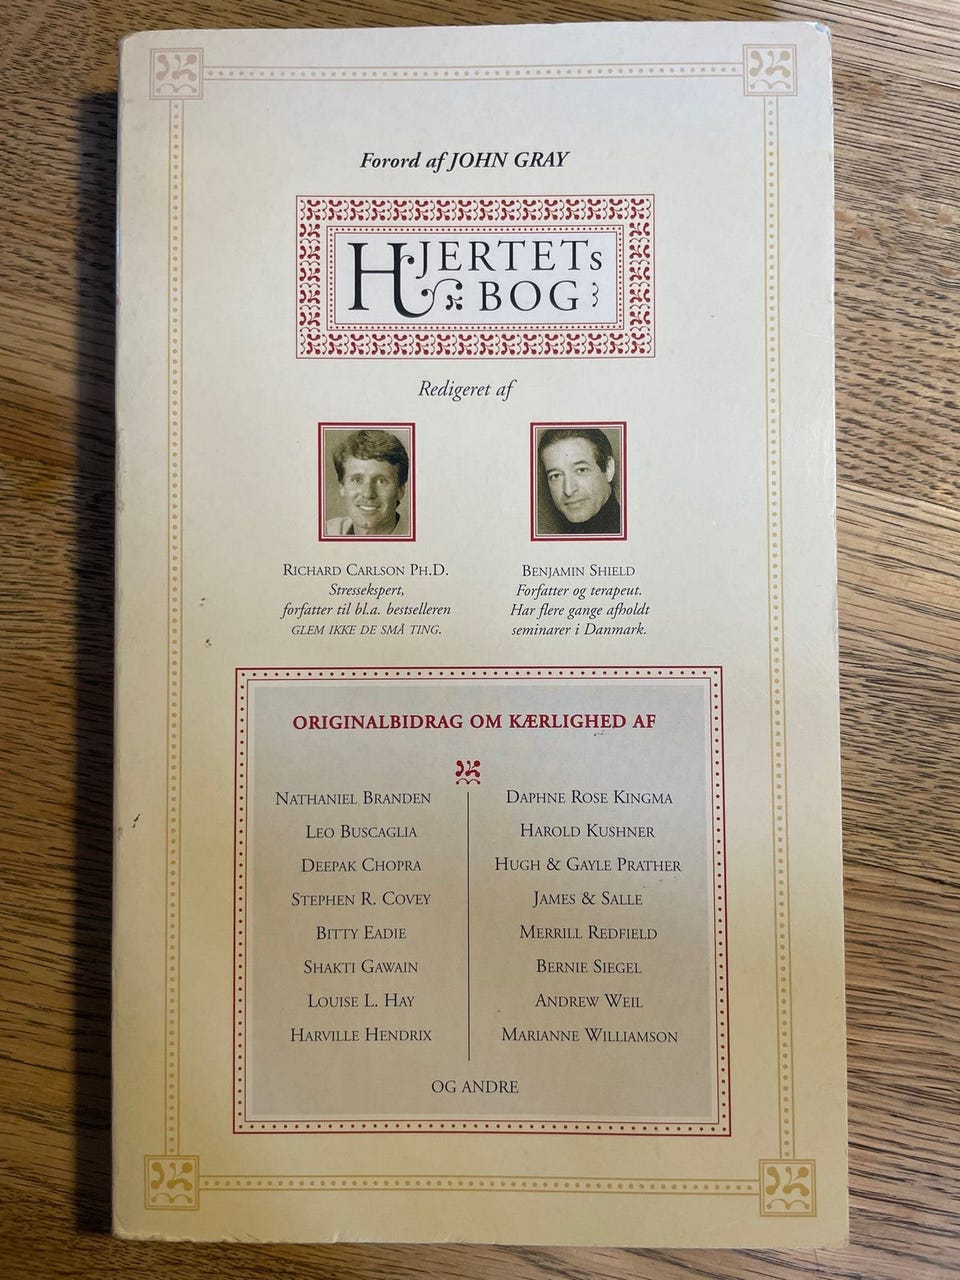 Forord af JOHN GRAY
HJERTETs
BOG
Redigeret af
RICHARD CARLSON PH.D.
Stressekspert,
forfatter til bl.a. bestselleren
GLEM IKKE DE SMÅ TING.
BENJAMIN SHIELD
Forfatter og terapeut.
Har flere gange afholdt
seminarer i Danmark.
ORIGINALBIDRAG OM KÆRLIGHED AF
NATHANIEL BRANDEN
LEO BUSCAGLIA
DEEPAK CHOPRA
STEPHEN R. COVEY
BITTY EADIE
SHAKTI GAWAIN
LOUISE L. HAY
HARVILLE HENDRIX
DAPHNE ROSE KINGMA
HAROLD KUSHNER
HUGH & GAYLE PRATHER
JAMES & SALLE
MERRILL REDFIELD
BERNIE SIEGEL
ANDREW WEIL
MARIANNE WILLIAMSON
OG ANDRE